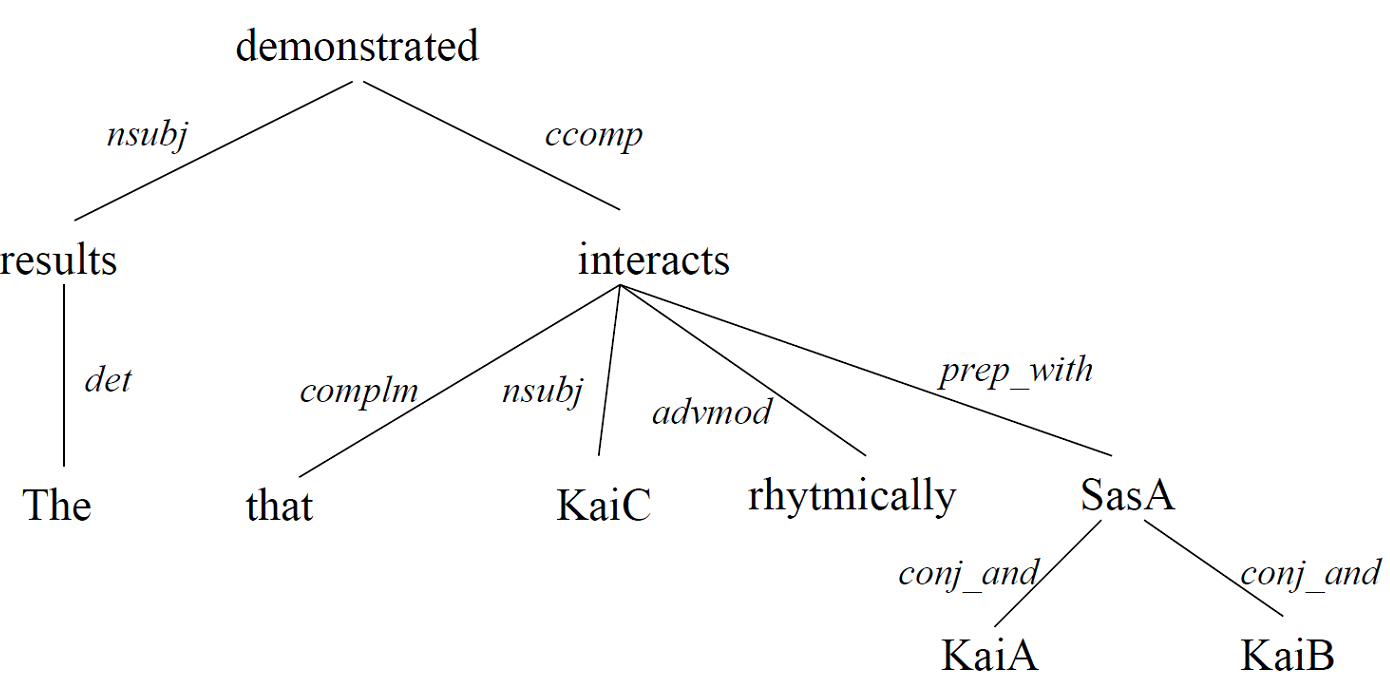 demonstrated
nsubj ccomp
results interacts
det complm nsubj advmod prep_with
The that KaiC rhytmically SasA
conj_and conj_and
KaiA KaiB